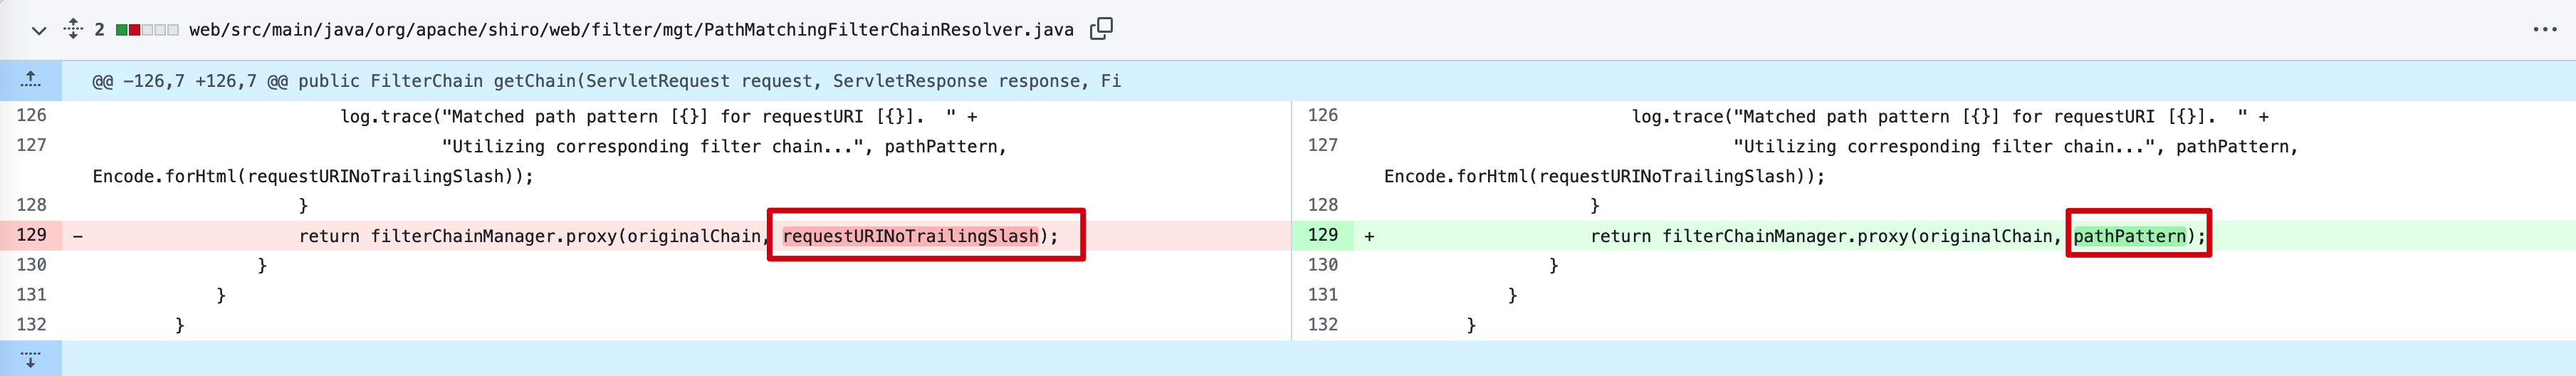 2 web/src/main/java/org/apache/shiro/web/filter/mgt/PathMatchingFilterChainResolver.java
@@ -126,7 +126,7 @@ public FilterChain getChain(ServletRequest request, ServletResponse response, Fi
126 log.trace("Matched path pattern [{}] for requestURI [{}].  " +
127 "Utilizing corresponding filter chain...", pathPattern,
Encode.forHtml(requestURINoTrailingSlash));
128 }
129 - return filterChainManager.proxy(originalChain, requestURINoTrailingSlash);
130 }
131 }
132 }
126 log.trace("Matched path pattern [{}] for requestURI [{}].  " +
127 "Utilizing corresponding filter chain...", pathPattern,
Encode.forHtml(requestURINoTrailingSlash));
128 }
129 + return filterChainManager.proxy(originalChain, pathPattern);
130 }
131 }
132 }